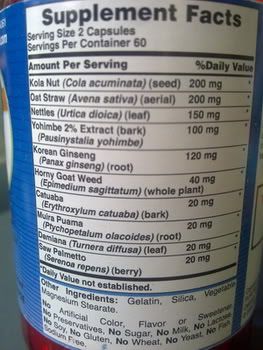 Supplement Facts
Serving Size 2 Capsules
Servings Per Container 60
Amount Per Serving %Daily Value
Kola Nut (Cola acuminata) (seed) 200 mg *
Oat Straw (Avena sativa) (aerial) 200 mg *
Nettles (Urtica dioica) (leaf) 150 mg *
Yohimbe 2% Extract (bark) 100 mg *
(Pausinystalia yohimbe)
Korean Ginseng 120 mg *
(Panax ginseng) (root)
Horny Goat Weed 40 mg *
(Epimedium sagittatum) (whole plant)
Catuaba 20 mg *
(Erythroxylum catuaba) (bark)
Muira Puama 20 mg *
(Ptychopetalum olacoides) (root)
Damiana (Turnera diffusa) (leaf) 20 mg *
Saw Palmetto 20 mg *
(Serenoa repens) (berry)
*Daily Value not established.
Other Ingredients: Gelatin, Silica, Vegetable
Magnesium Stearate.
No Artificial Color, Flavor or Sweetener,
No Preservatives, No Sugar, No Milk, No Lactose,
No Soy, No Gluten, No Wheat, No Yeast, No Fish,
Sodium Free.